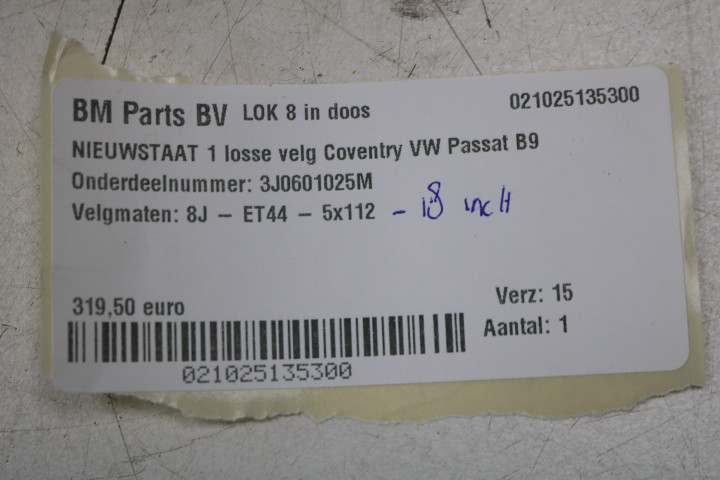 BM Parts BV LOK 8 in doos 021025135300
NIEUWSTAAT 1 losse velg Coventry VW Passat B9
Onderdeelnummer: 3J0601025M
Velgmaten: 8J - ET44 - 5x112 - 18 inch
319,50 euro
Verz: 15
Aantal: 1
021025135300